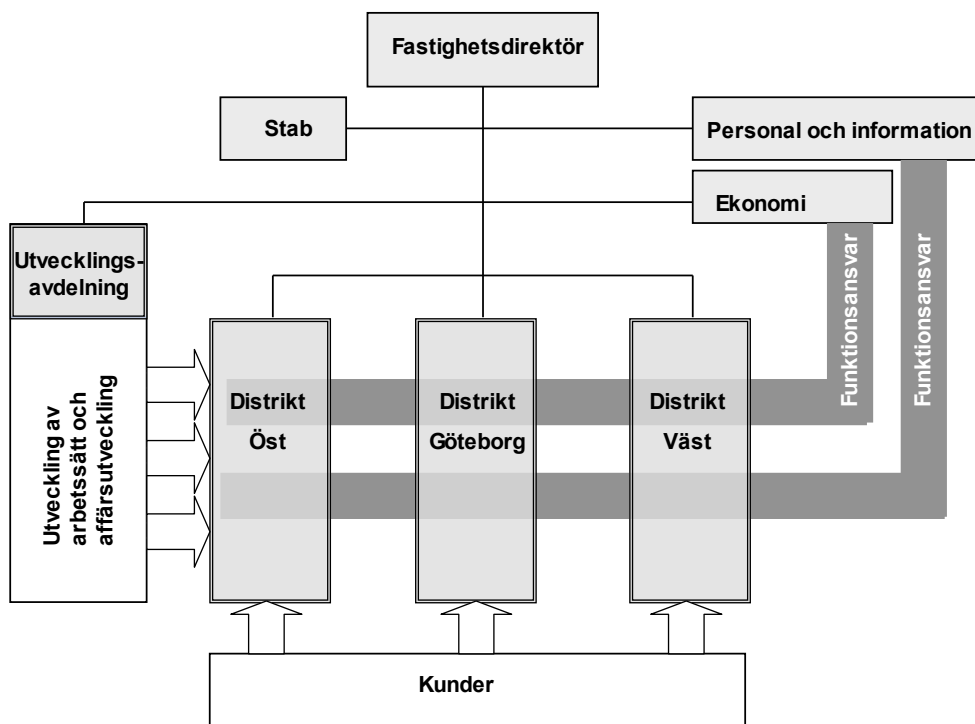 Fastighetsdirektör
Stab
Personal och information
Ekonomi
Utvecklings-
avdelning
Funktionsansvar
Funktionsansvar
Utveckling av
arbetssätt och
affärsutveckling
Distrikt
Öst
Distrikt
Göteborg
Distrikt
Väst
Kunder